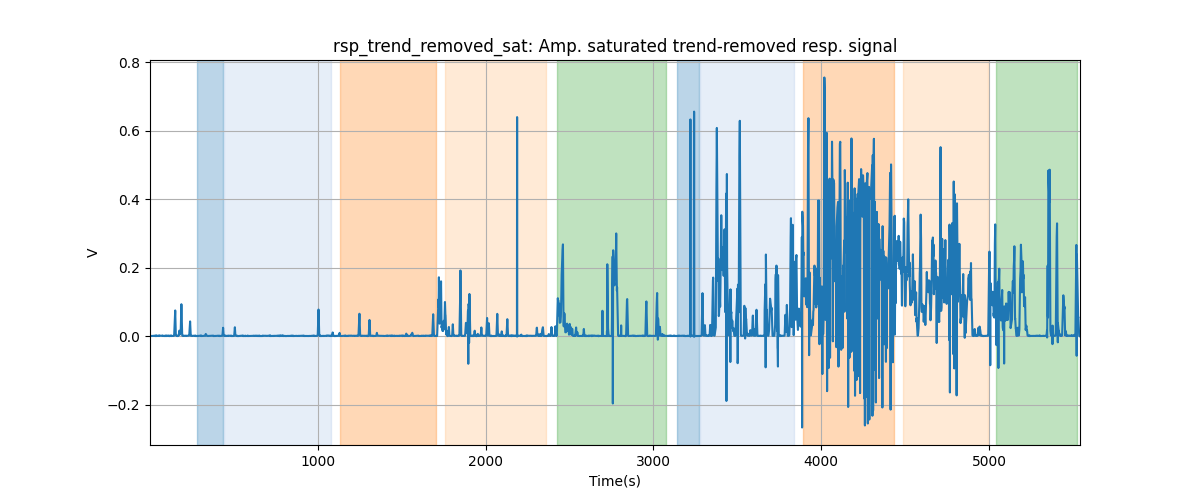 rsp_trend_removed_sat: Amp. saturated trend-removed resp. signal
0.8
0.6
0.4
0.2
0.0
−0.2
V
1000 2000 3000 4000 5000
Time(s)